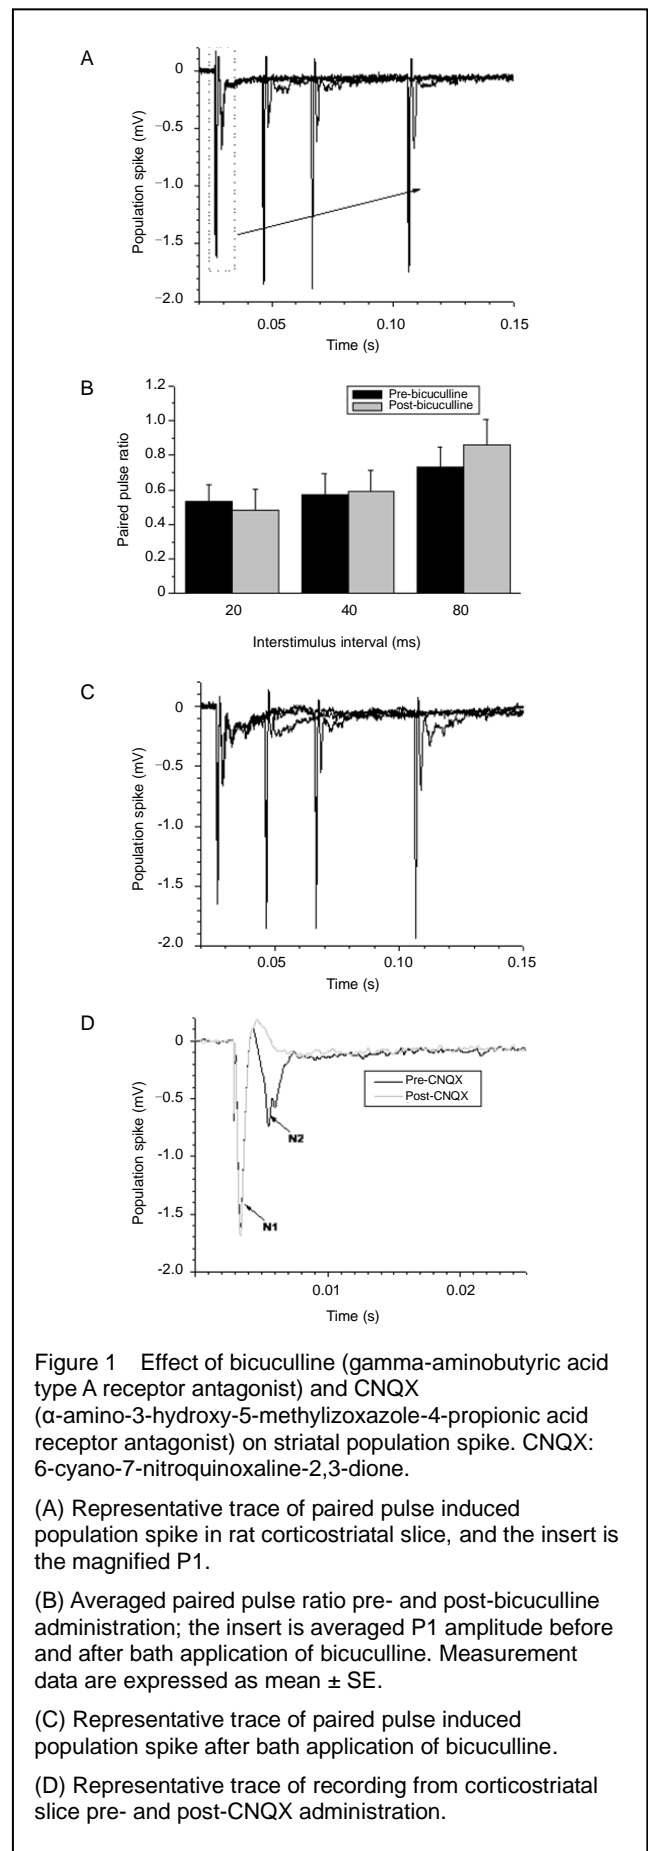 A
0
−0.5
−1.0
−1.5
−2.0
Population spike (mV)
0.05 0.10 0.15
Time (s)
B
1.2
1.0
0.8
0.6
0.4
0.2
0
Paired pulse ratio
Pre-bicuculline
Post-bicuculline
20 40 80
Interstimulus interval (ms)
C
0
−0.5
-1.0
-1.5
-2.0
Population spike (mV)
0.05 0.10 0.15
Time (s)
D
0
−0.5
-1.0
-1.5
-2.0
Population spike (mV)
Pre-CNQX
Post-CNQX
N2
N1
0.01 0.02
Time (s)
Figure 1 Effect of bicuculline (gamma-aminobutyric acid
type A receptor antagonist) and CNQX
(α-amino-3-hydroxy-5-methylizoxazole-4-propionic acid
receptor antagonist) on striatal population spike. CNQX:
6-cyano-7-nitroquinoxaline-2,3-dione.
(A) Representative trace of paired pulse induced
population spike in rat corticostriatal slice, and the insert is
the magnified P1.
(B) Averaged paired pulse ratio pre- and post-bicuculline
administration; the insert is averaged P1 amplitude before
and after bath application of bicuculline. Measurement
data are expressed as mean ± SE.
(C) Representative trace of paired pulse induced
population spike after bath application of bicuculline.
(D) Representative trace of recording from corticostriatal
slice pre- and post-CNQX administration.